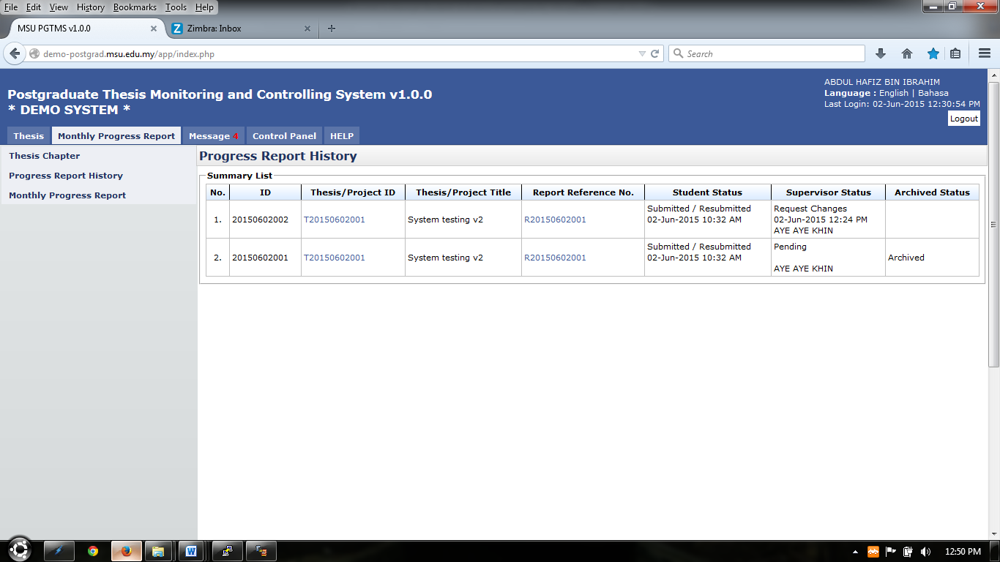 File Edit View History Bookmarks Tools Help
MSU PGTMS v1.0.0
Zimbra: Inbox
demo-postgrad.msu.edu.my/app/index.php
Search
ABDUL HAFIZ BIN IBRAHIM
Language : English | Bahasa
Last Login: 02-Jun-2015 12:30:54 PM
Logout
Postgraduate Thesis Monitoring and Controlling System v1.0.0
* DEMO SYSTEM *
Thesis Monthly Progress Report Message 4 Control Panel HELP
Thesis Chapter
Progress Report History
Monthly Progress Report
Progress Report History
Summary List
No. ID Thesis/Project ID Thesis/Project Title Report Reference No. Student Status Supervisor Status Archived Status
1. 20150602002 T20150602001 System testing v2 R20150602001
Submitted / Resubmitted
02-Jun-2015 10:32 AM
Request Changes
02-Jun-2015 12:24 PM
AYE AYE KHIN
2. 20150602001 T20150602001 System testing v2 R20150602001
Submitted / Resubmitted
02-Jun-2015 10:32 AM
Pending
AYE AYE KHIN
Archived
12:50 PM